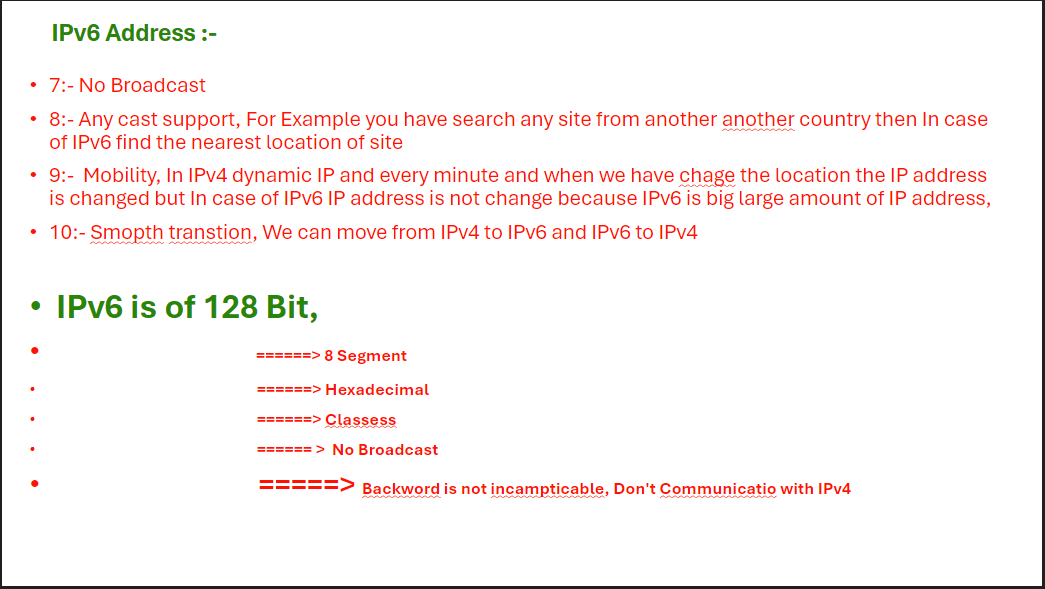 IPv6 Address :-
• 7:- No Broadcast
• 8:- Any cast support, For Example you have search any site from another another country then In case
of IPv6 find the nearest location of site
• 9:-  Mobility, In IPv4 dynamic IP and every minute and when we have chage the location the IP address
is changed but In case of IPv6 IP address is not change because IPv6 is big large amount of IP address,
• 10:- Smopth transtion, We can move from IPv4 to IPv6 and IPv6 to IPv4
• IPv6 is of 128 Bit,
• ======> 8 Segment
• ======> Hexadecimal
• ======> Classess
• ====== >  No Broadcast
• =====> Backword is not incampticable, Don't Communicatio with IPv4